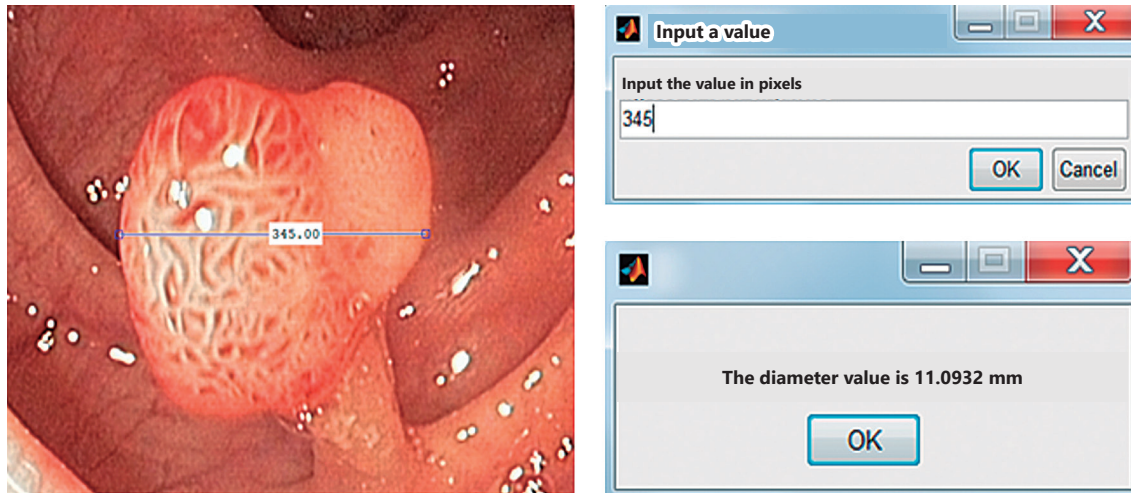 345.00
Input a value
Input the value in pixels
345
OK
Cancel
The diameter value is 11.0932 mm
OK